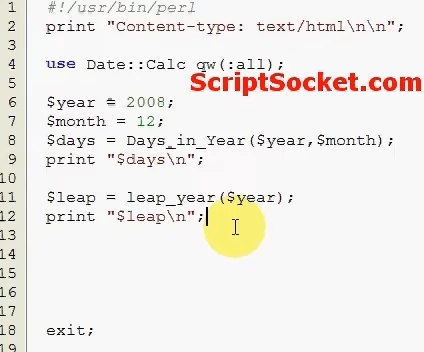 1 #!/usr/bin/perl
2 print "Content-type: text/html\n\n";
3
4 use Date::Calc qw(:all);
5
ScriptSocket.com
6 $year = 2008;
7 $month = 12;
8 $days = Days_in_Year($year,$month);
9 print "$days\n";
10
11 $leap = leap_year($year);
12 print "$leap\n";
13
14
15
16
17
18 exit;
19